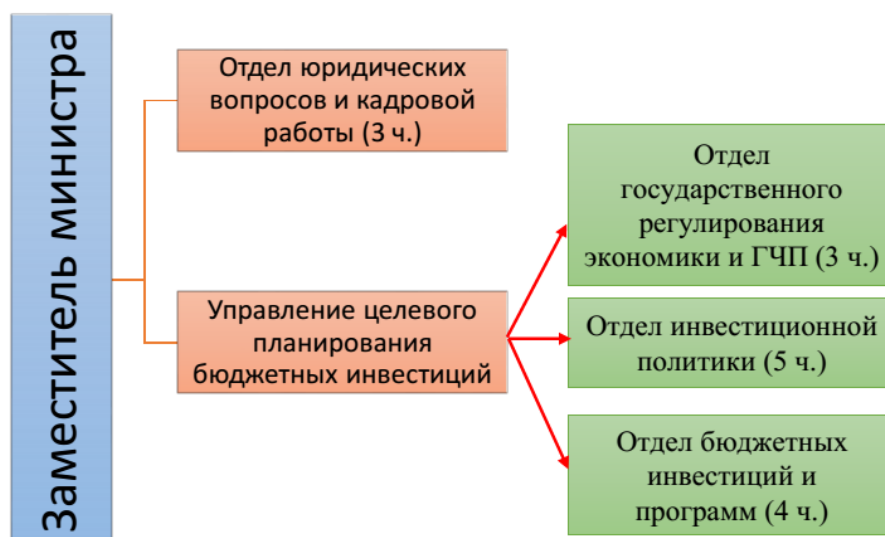 Заместитель министра
Отдел юридических
вопросов и кадровой
работы (3 ч.)
Управление целевого
планирования
бюджетных инвестиций
Отдел
государственного
регулирования
экономики и ГЧП (3 ч.)
Отдел инвестиционной
политики (5 ч.)
Отдел бюджетных
инвестиций и
программ (4 ч.)